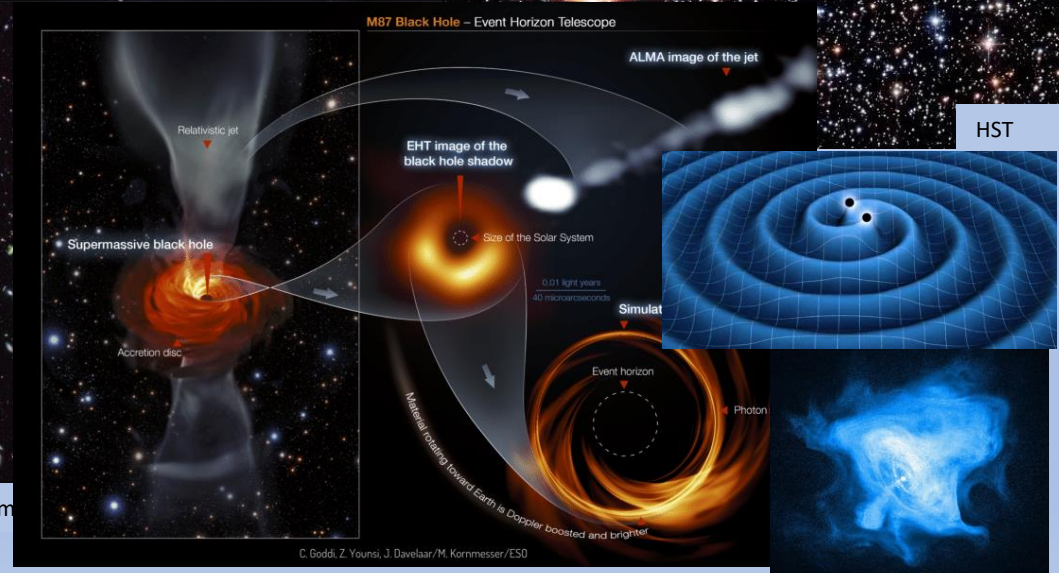 M87 Black Hole – Event Horizon Telescope
ALMA image of the jet
HST
Relativistic jet
EHT image of the
black hole shadow
Supermassive black hole
Size of the Solar System
0.01 light years
40 microarcseconds
Simulat
Accretion disc
Event horizon
Photon
Material rotating toward Earth is Doppler boosted and brighter
m
C. Goddi, Z. Younsi, J. Davelaar/M. Kornmesser/ESO